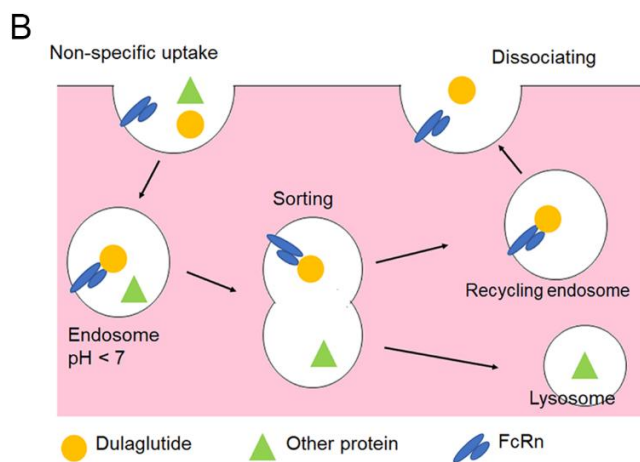 B
Non-specific uptake
Dissociating
Sorting
Endosome
pH < 7
Recycling endosome
Lysosome
Dulaglutide
Other protein
FcRn